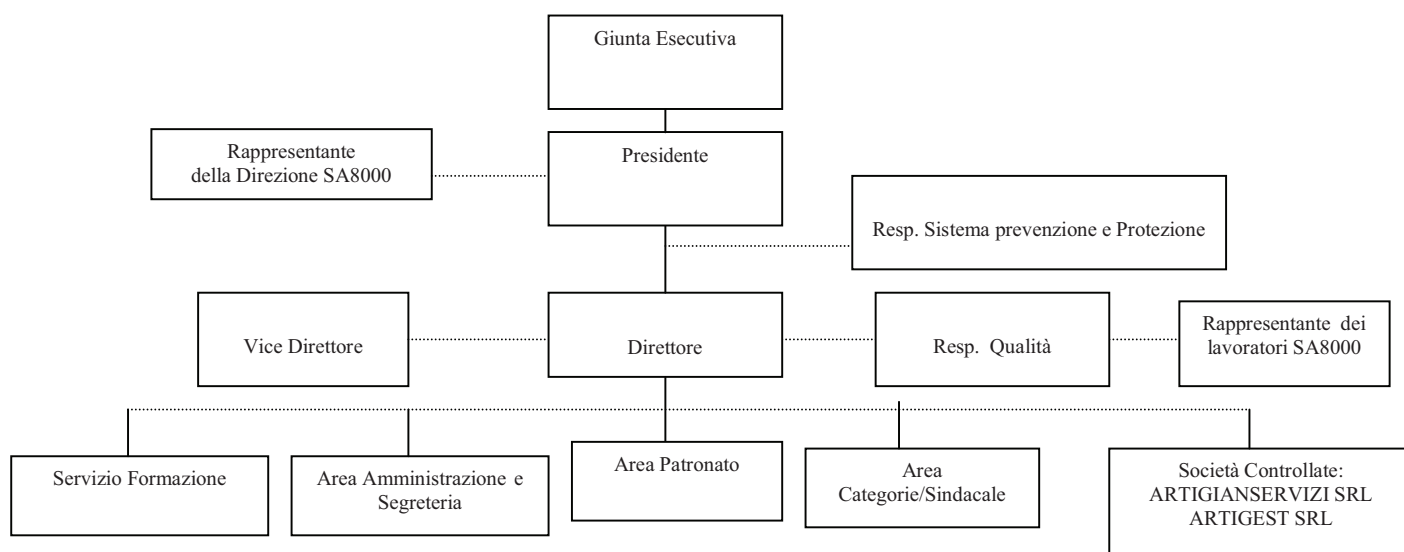 Giunta Esecutiva
Rappresentante
della Direzione SA8000
Presidente
Resp. Sistema prevenzione e Protezione
Vice Direttore
Direttore
Resp. Qualità
Rappresentante dei
lavoratori SA8000
Servizio Formazione
Area Amministrazione e
Segreteria
Area Patronato
Area
Categorie/Sindacale
Società Controllate:
ARTIGIANSERVIZI SRL
ARTIGEST SRL